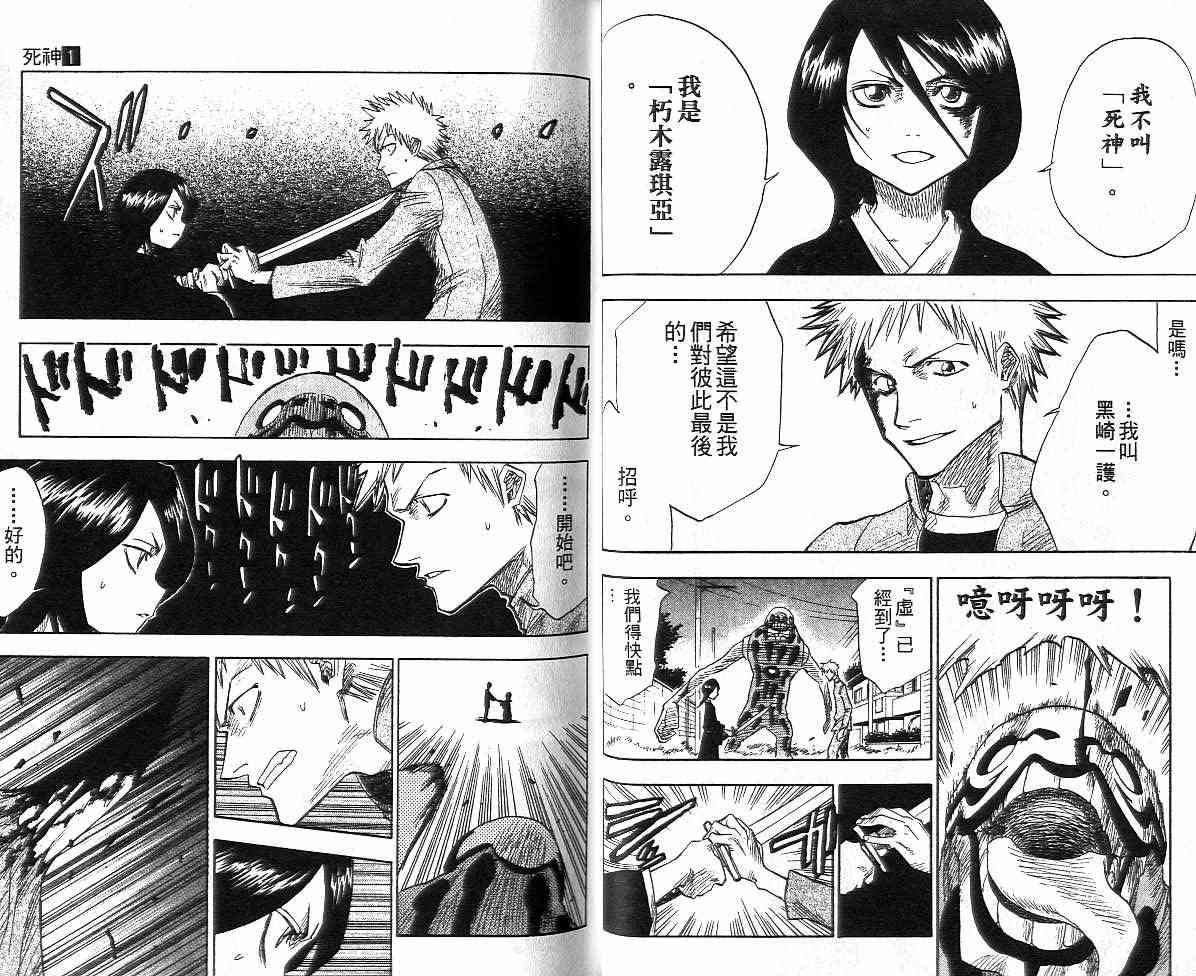 死神1
我不叫
「死神」。
我是
「朽木露琪亞」
。
是嗎…
…我叫
黑崎一護。
希望這不是我
們對彼此最後
的…
招呼。
噫呀呀呀！
『虛』已
經到了…
我們得快點
…
……開始吧。
……好的。